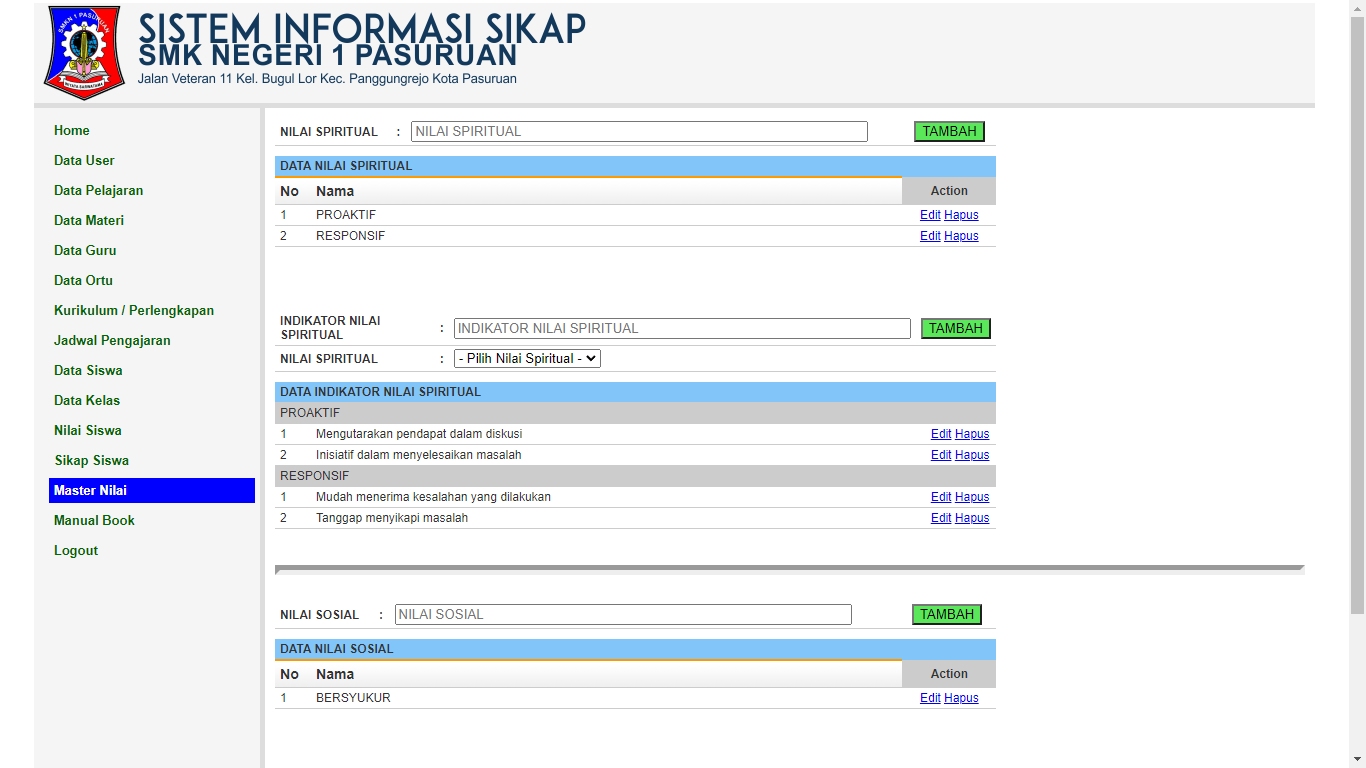 SMKN 1 PASURUAN
WIYATA DARMATAMA
SISTEM INFORMASI SIKAP
SMK NEGERI 1 PASURUAN
Jalan Veteran 11 Kel. Bugul Lor Kec. Panggungrejo Kota Pasuruan
Home
Data User
Data Pelajaran
Data Materi
Data Guru
Data Ortu
Kurikulum / Perlengkapan
Jadwal Pengajaran
Data Siswa
Data Kelas
Nilai Siswa
Sikap Siswa
Master Nilai
Manual Book
Logout
NILAI SPIRITUAL : NILAI SPIRITUAL TAMBAH
DATA NILAI SPIRITUAL
No Nama Action
1 PROAKTIF Edit Hapus
2 RESPONSIF Edit Hapus
INDIKATOR NILAI
SPIRITUAL : INDIKATOR NILAI SPIRITUAL TAMBAH
NILAI SPIRITUAL : - Pilih Nilai Spiritual -
DATA INDIKATOR NILAI SPIRITUAL
PROAKTIF
1 Mengutarakan pendapat dalam diskusi Edit Hapus
2 Inisiatif dalam menyelesaikan masalah Edit Hapus
RESPONSIF
1 Mudah menerima kesalahan yang dilakukan Edit Hapus
2 Tanggap menyikapi masalah Edit Hapus
NILAI SOSIAL : NILAI SOSIAL TAMBAH
DATA NILAI SOSIAL
No Nama Action
1 BERSYUKUR Edit Hapus